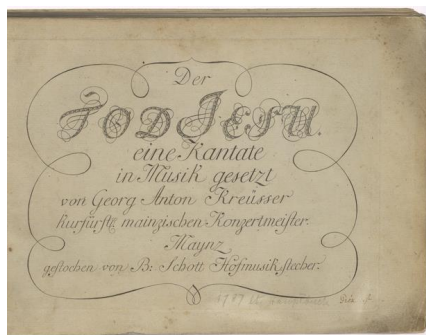 Der
TOD JESU.
eine Kantate
in Musik gesetzt
von Georg Anton Kreüsser
kurfürstl. mainzischen Konzertmeister.
Maynz
gestochen von B: Schott Hofmusikstecher.